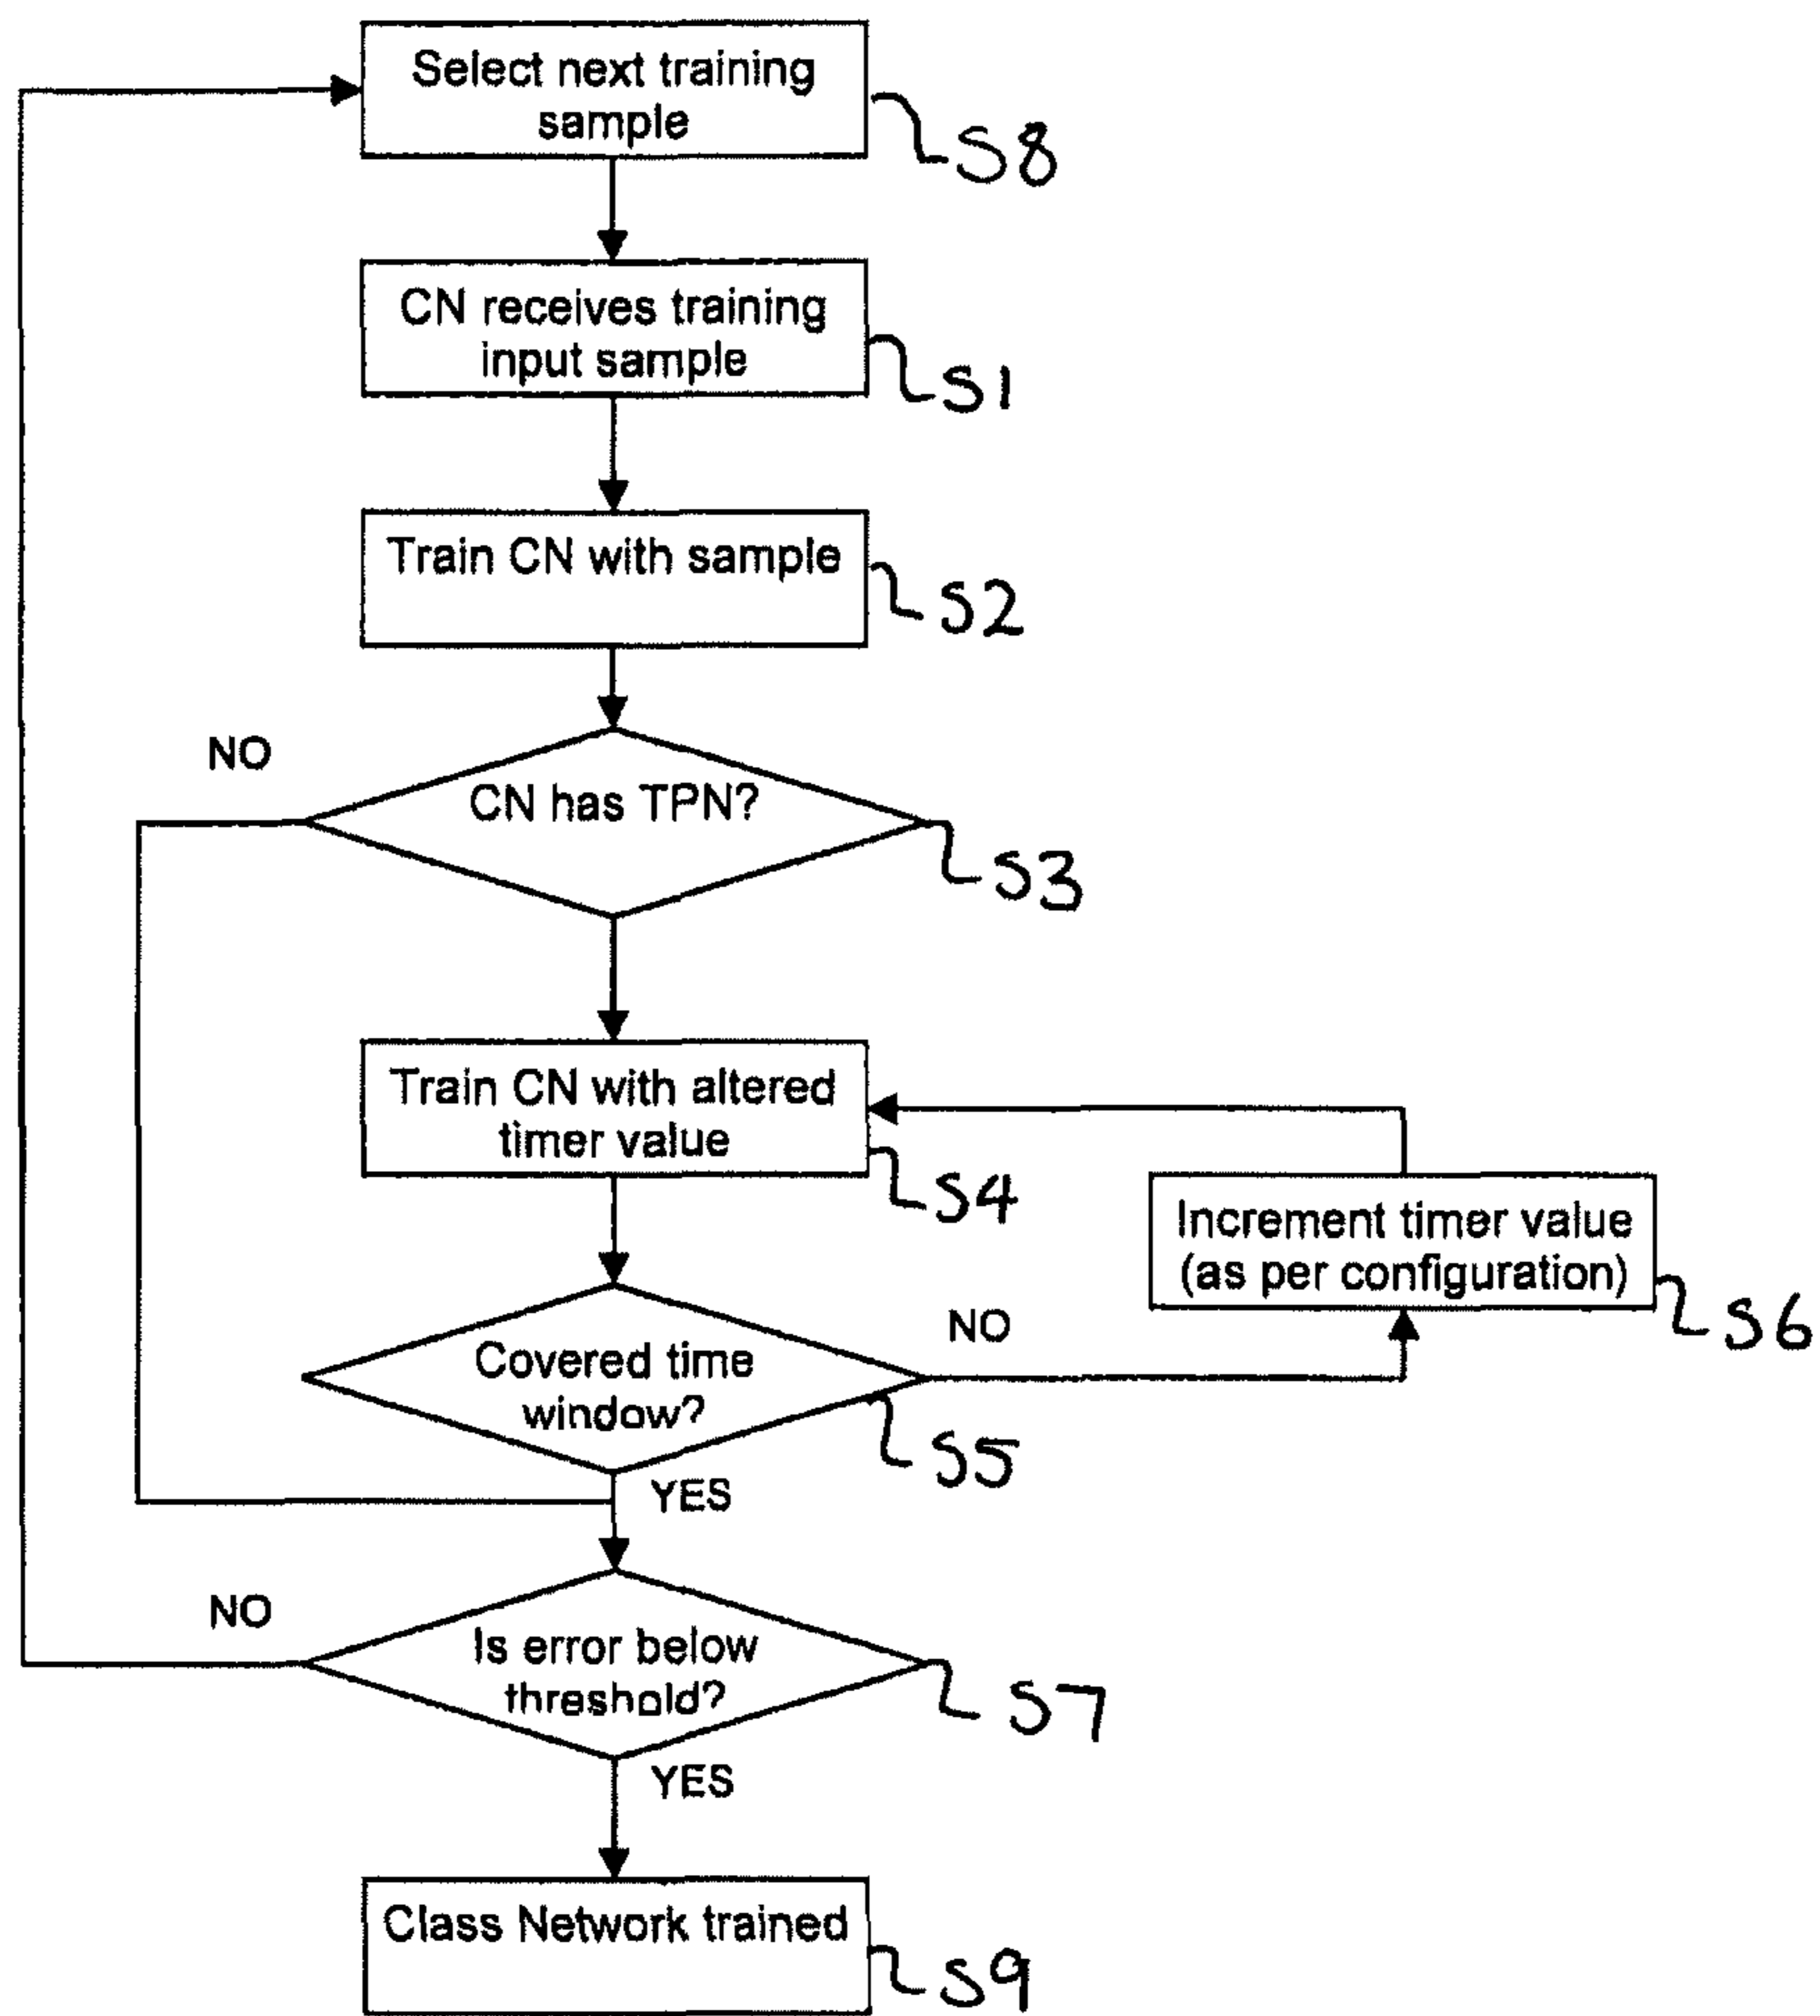 Select next training
sample
S8
CN receives training
input sample
S1
Train CN with sample
S2
NO
CN has TPN?
S3
Train CN with altered
timer value
S4
Increment timer value
(as per configuration)
S6
NO
Covered time
window?
S5
YES
NO
Is error below
threshold?
S7
YES
Class Network trained
S9